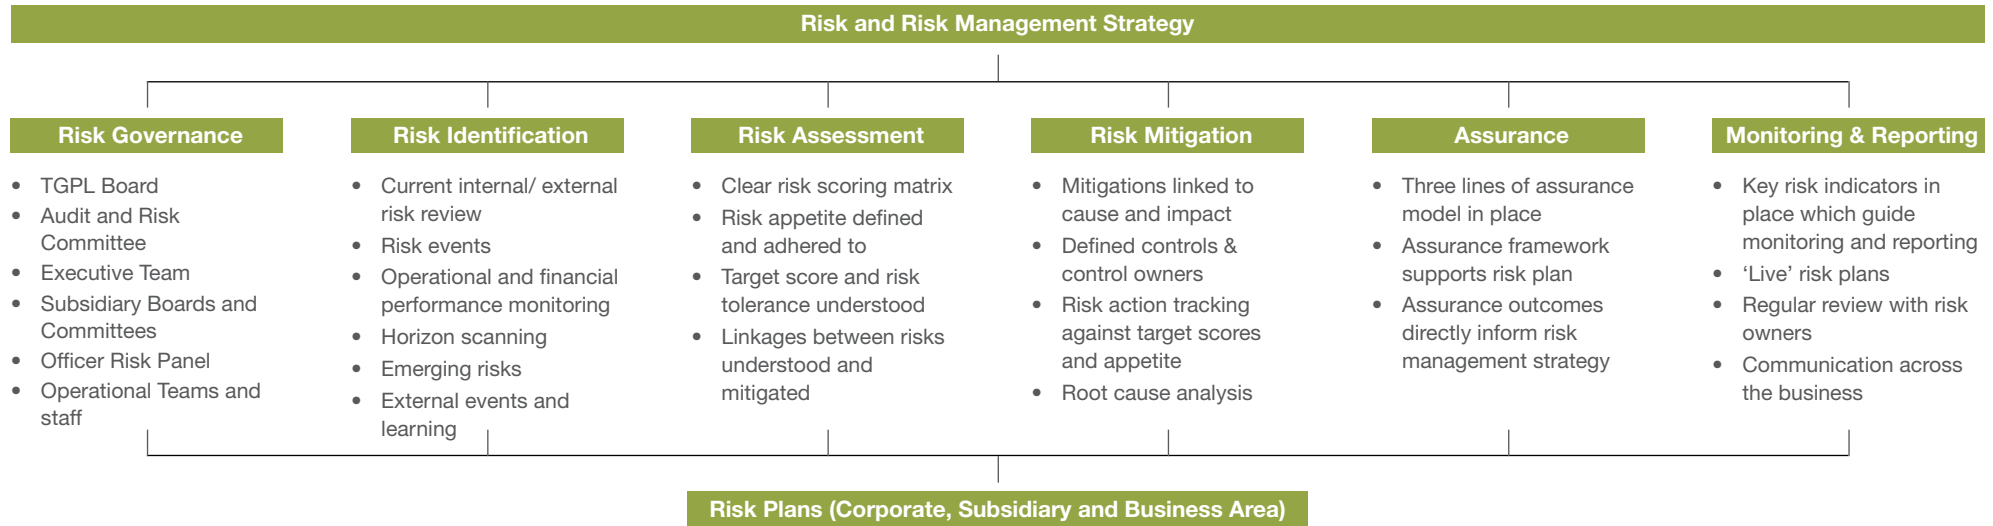 Risk and Risk Management Strategy
Risk Governance
• TGPL Board
• Audit and Risk
Committee
• Executive Team
• Subsidiary Boards and
Committees
• Officer Risk Panel
• Operational Teams and
staff
Risk Identification
• Current internal/ external
risk review
• Risk events
• Operational and financial
performance monitoring
• Horizon scanning
• Emerging risks
• External events and
learning
Risk Assessment
• Clear risk scoring matrix
• Risk appetite defined
and adhered to
• Target score and risk
tolerance understood
• Linkages between risks
understood and
mitigated
Risk Mitigation
• Mitigations linked to
cause and impact
• Defined controls &
control owners
• Risk action tracking
against target scores
and appetite
• Root cause analysis
Assurance
• Three lines of assurance
model in place
• Assurance framework
supports risk plan
• Assurance outcomes
directly inform risk
management strategy
Monitoring & Reporting
• Key risk indicators in
place which guide
monitoring and reporting
• ‘Live’ risk plans
• Regular review with risk
owners
• Communication across
the business
Risk Plans (Corporate, Subsidiary and Business Area)